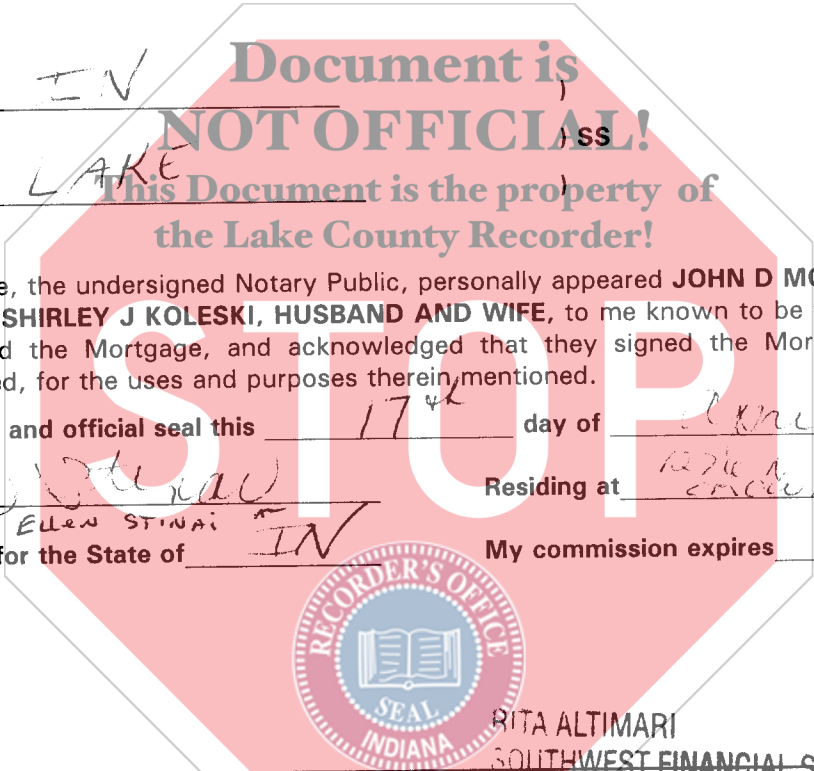 Document is
IN )
NOT OFFICIAL!
) SS
LAKE )
This Document is the property of
the Lake County Recorder!
e, the undersigned Notary Public, personally appeared JOHN D MO
SHIRLEY J KOLESKI, HUSBAND AND WIFE, to me known to be
d the Mortgage, and acknowledged that they signed the Mor
ed, for the uses and purposes therein mentioned.
and official seal this 17th day of
STOP
Residing at
ELLEN
for the State of IN My commission expires
RECORDER'S OFFICE
SEAL
INDIANA
RITA ALTIMARI
SOUTHWEST FINANCIAL S